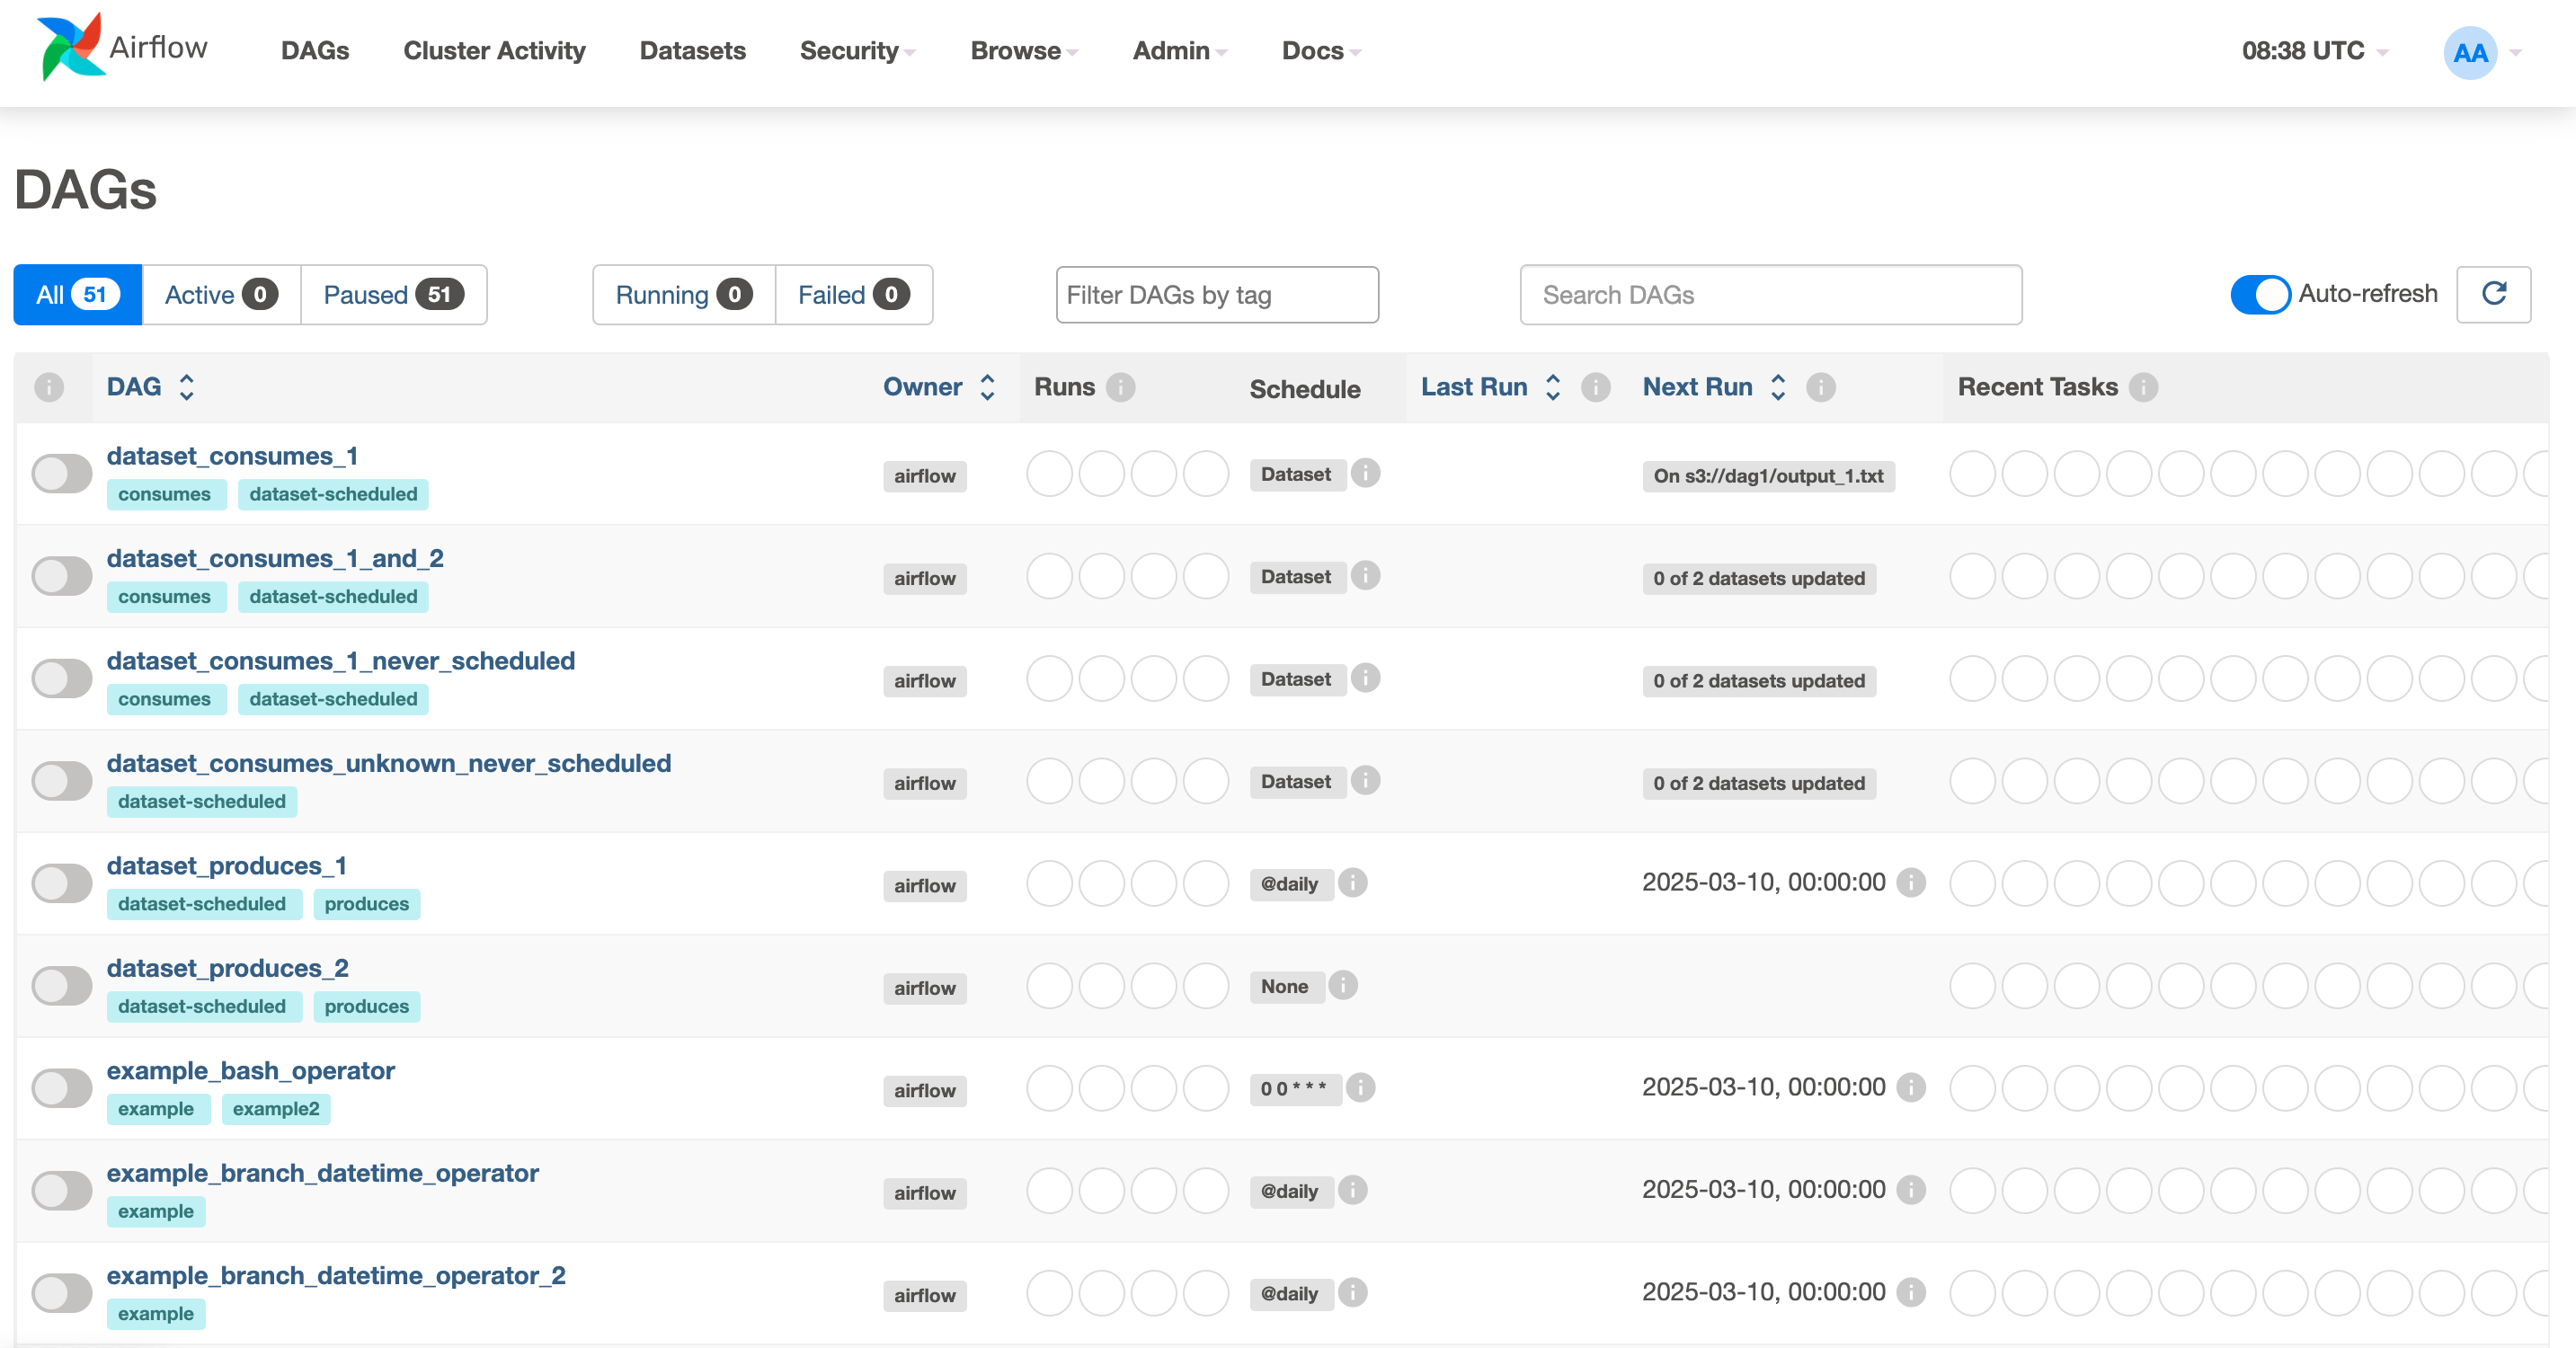 Airflow DAGs Cluster Activity Datasets Security Browse Admin Docs 08:38 UTC AA
DAGs
All 51 Active 0 Paused 51 Running 0 Failed 0 Filter DAGs by tag Search DAGs Auto-refresh
DAG Owner Runs Schedule Last Run Next Run Recent Tasks
dataset_consumes_1
consumes dataset-scheduled airflow Dataset On s3://dag1/output_1.txt
dataset_consumes_1_and_2
consumes dataset-scheduled airflow Dataset 0 of 2 datasets updated
dataset_consumes_1_never_scheduled
consumes dataset-scheduled airflow Dataset 0 of 2 datasets updated
dataset_consumes_unknown_never_scheduled
dataset-scheduled airflow Dataset 0 of 2 datasets updated
dataset_produces_1
dataset-scheduled produces airflow @daily 2025-03-10, 00:00:00
dataset_produces_2
dataset-scheduled produces airflow None
example_bash_operator
example example2 airflow 0 0 * * * 2025-03-10, 00:00:00
example_branch_datetime_operator
example airflow @daily 2025-03-10, 00:00:00
example_branch_datetime_operator_2
example airflow @daily 2025-03-10, 00:00:00